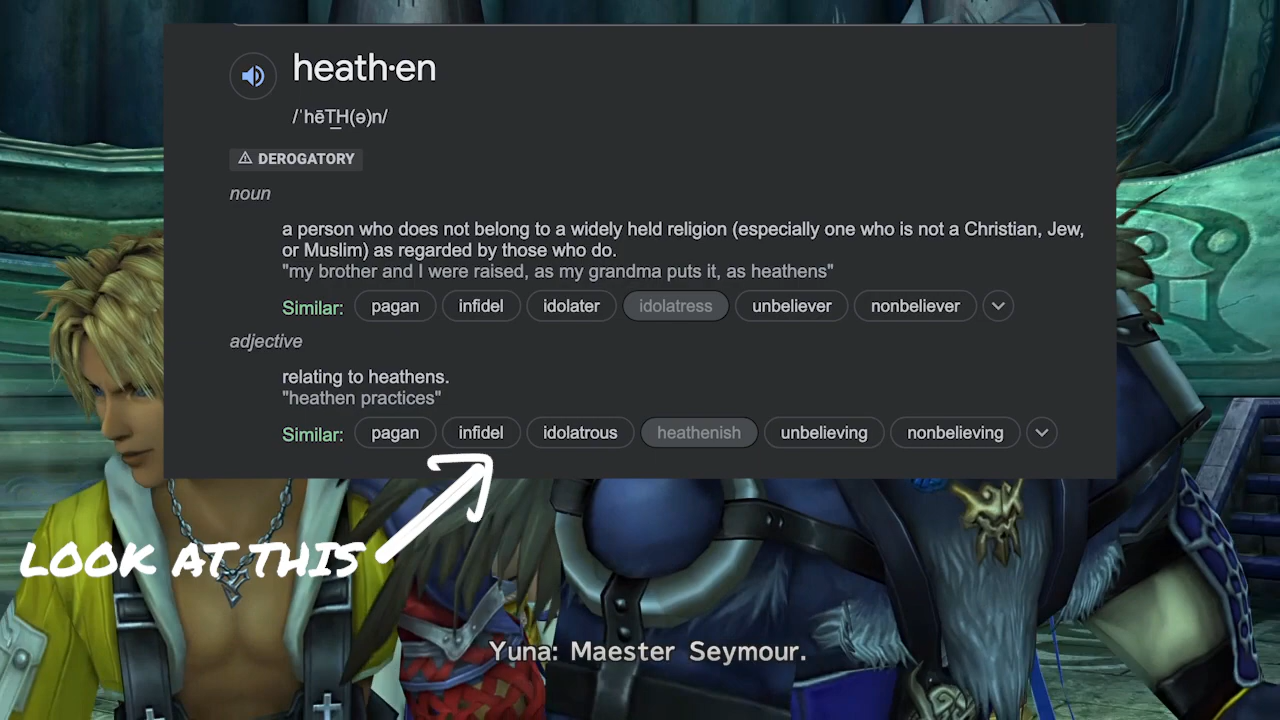 heath·en
/ˈhēT͟H(ə)n/
DEROGATORY
noun
a person who does not belong to a widely held religion (especially one who is not a Christian, Jew,
or Muslim) as regarded by those who do.
"my brother and I were raised, as my grandma puts it, as heathens"
Similar: pagan infidel idolater idolatress unbeliever nonbeliever
adjective
relating to heathens.
"heathen practices"
Similar: pagan infidel idolatrous heathenish unbelieving nonbelieving
LOOK AT THIS
Yuna: Maester Seymour.